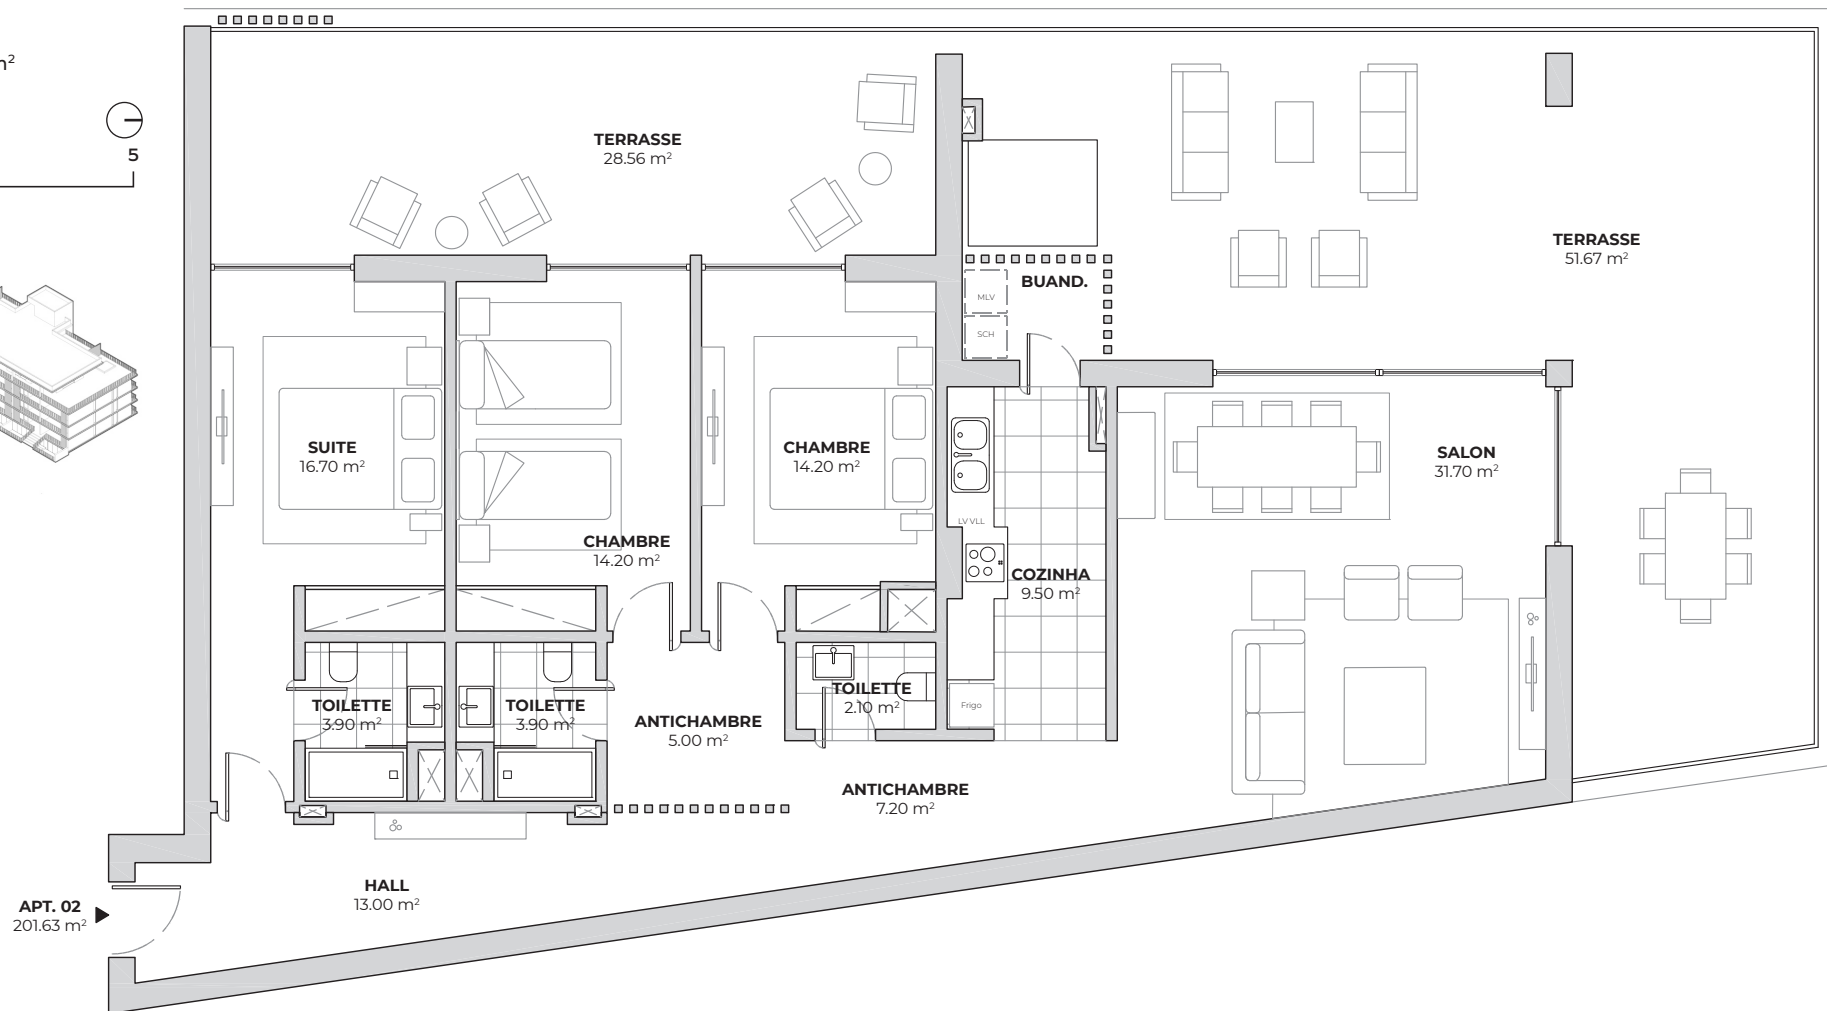 m²
5
TERRASSE
28.56 m²
TERRASSE
51.67 m²
BUAND.
MLV
SCH
SUITE
16.70 m²
CHAMBRE
14.20 m²
CHAMBRE
14.20 m²
SALON
31.70 m²
LV VLL
COZINHA
9.50 m²
TOILETTE
3.90 m²
TOILETTE
3.90 m²
TOILETTE
2.10 m²
Frigo
ANTICHAMBRE
5.00 m²
ANTICHAMBRE
7.20 m²
HALL
13.00 m²
APT. 02
201.63 m²